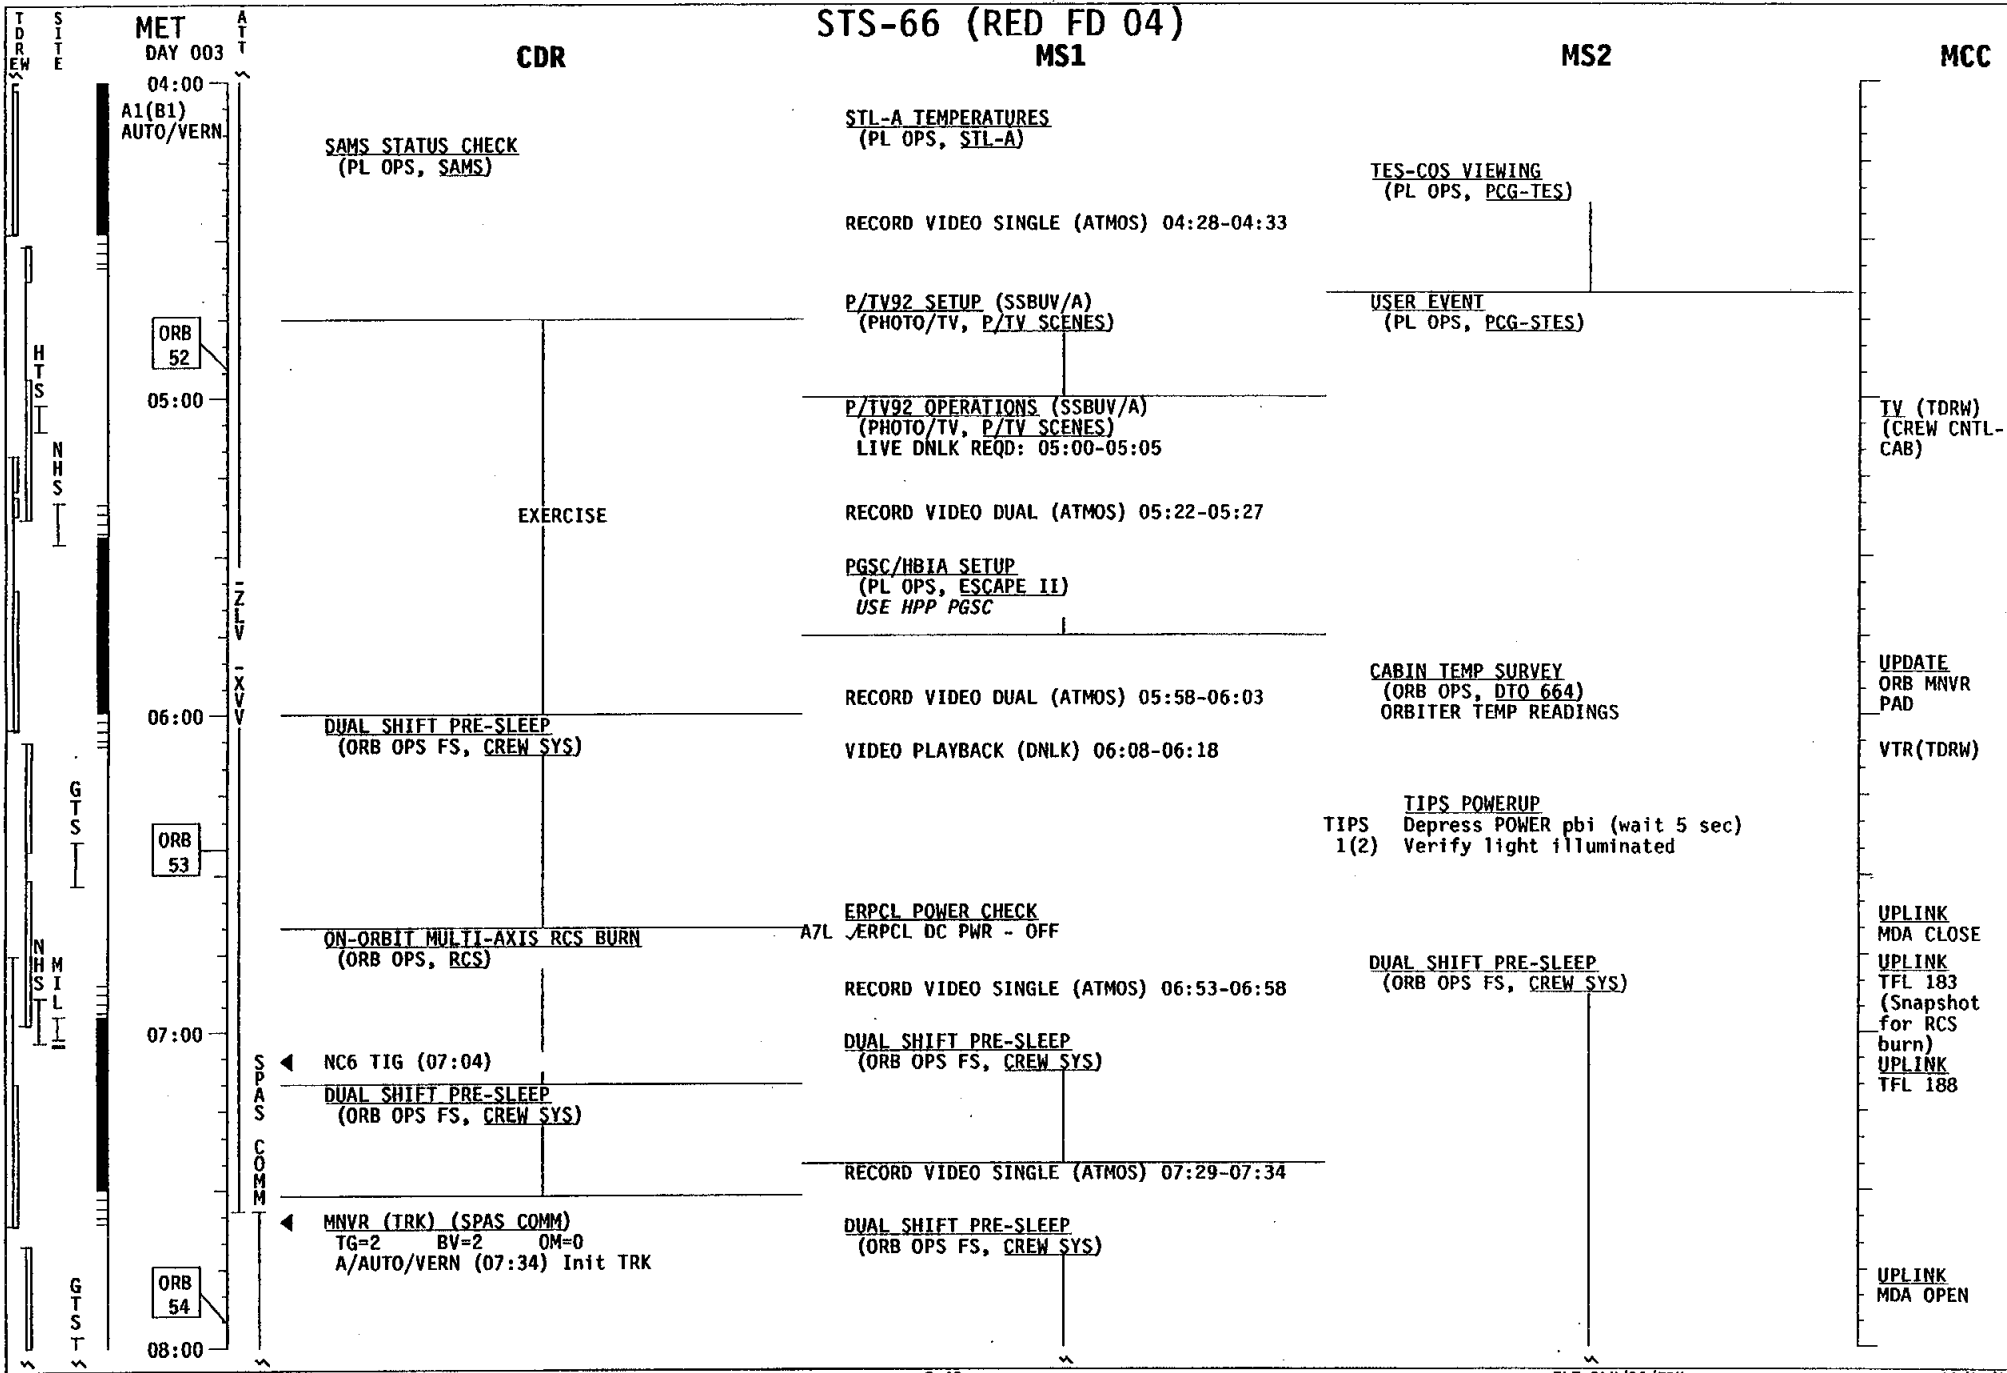 STS-66 (RED FD 04)
TDRE
W
SITE
MET
DAY 003
ATT
CDR
MS1
MS2
MCC
04:00
A1(B1)
AUTO/VERN
SAMS STATUS CHECK
(PL OPS, SAMS)
STL-A TEMPERATURES
(PL OPS, STL-A)
TES-COS VIEWING
(PL OPS, PCG-TES)
RECORD VIDEO SINGLE (ATMOS) 04:28-04:33
P/TV92 SETUP (SSBUV/A)
(PHOTO/TV, P/TV SCENES)
USER EVENT
(PL OPS, PCG-STES)
ORB
52
HTS
05:00
P/TV92 OPERATIONS (SSBUV/A)
(PHOTO/TV, P/TV SCENES)
LIVE DNLK REQD: 05:00-05:05
TV (TDRW)
(CREW CNTL-
CAB)
NHS
EXERCISE
RECORD VIDEO DUAL (ATMOS) 05:22-05:27
PGSC/HBIA SETUP
(PL OPS, ESCAPE II)
USE HPP PGSC
-ZLV -XVV
CABIN TEMP SURVEY
(ORB OPS, DTO 664)
ORBITER TEMP READINGS
UPDATE
ORB MNVR
PAD
RECORD VIDEO DUAL (ATMOS) 05:58-06:03
06:00
DUAL SHIFT PRE-SLEEP
(ORB OPS FS, CREW SYS)
VIDEO PLAYBACK (DNLK) 06:08-06:18
VTR(TDRW)
GTS
TIPS POWERUP
TIPS Depress POWER pbi (wait 5 sec)
1(2) Verify light illuminated
ORB
53
ERPCL POWER CHECK
A7L √ERPCL DC PWR - OFF
UPLINK
MDA CLOSE
ON-ORBIT MULTI-AXIS RCS BURN
(ORB OPS, RCS)
NHS
MIL
DUAL SHIFT PRE-SLEEP
(ORB OPS FS, CREW SYS)
UPLINK
TFL 183
(Snapshot
for RCS
burn)
UPLINK
TFL 188
RECORD VIDEO SINGLE (ATMOS) 06:53-06:58
07:00
DUAL SHIFT PRE-SLEEP
(ORB OPS FS, CREW SYS)
SPAS COMM
NC6 TIG (07:04)
DUAL SHIFT PRE-SLEEP
(ORB OPS FS, CREW SYS)
RECORD VIDEO SINGLE (ATMOS) 07:29-07:34
MNVR (TRK) (SPAS COMM)
TG=2 BV=2 OM=0
A/AUTO/VERN (07:34) Init TRK
DUAL SHIFT PRE-SLEEP
(ORB OPS FS, CREW SYS)
ORB
54
GTS
UPLINK
MDA OPEN
08:00